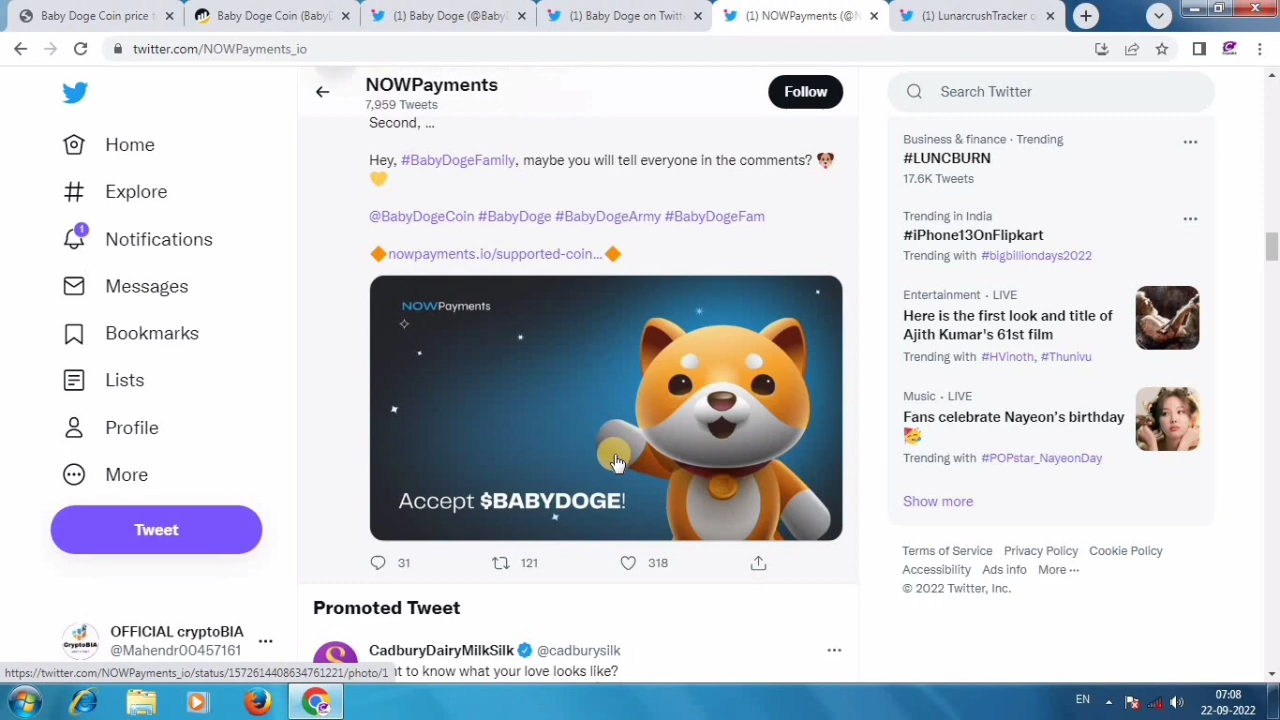 Baby Doge Coin price t
Baby Doge Coin (BabyD
(1) Baby Doge (@Baby
(1) Baby Doge on Twitt
(1) NOWPayments (@N
(1) LunarcrushTracker o
twitter.com/NOWPayments_io
Home
Explore
1
Notifications
Messages
Bookmarks
Lists
Profile
More
Tweet
OFFICIAL cryptoBIA
@Mahendr00457161
NOWPayments
7,959 Tweets
Follow
Second, ...
Hey, #BabyDogeFamily, maybe you will tell everyone in the comments?
@BabyDogeCoin #BabyDoge #BabyDogeArmy #BabyDogeFam
nowpayments.io/supported-coin...
NOWPayments
Accept $BABYDOGE!
31 121 318
Promoted Tweet
CadburyDairyMilkSilk @cadburysilk
nt to know what your love looks like?
Search Twitter
Business & finance · Trending
#LUNCBURN
17.6K Tweets
Trending in India
#iPhone13OnFlipkart
Trending with #bigbilliondays2022
Entertainment · LIVE
Here is the first look and title of
Ajith Kumar's 61st film
Trending with #HVinoth, #Thunivu
Music · LIVE
Fans celebrate Nayeon's birthday
Trending with #POPstar_NayeonDay
Show more
Terms of Service Privacy Policy Cookie Policy
Accessibility Ads info More ...
© 2022 Twitter, Inc.
https://twitter.com/NOWPayments_io/status/1572614408634761221/photo/1
EN
07:08
22-09-2022